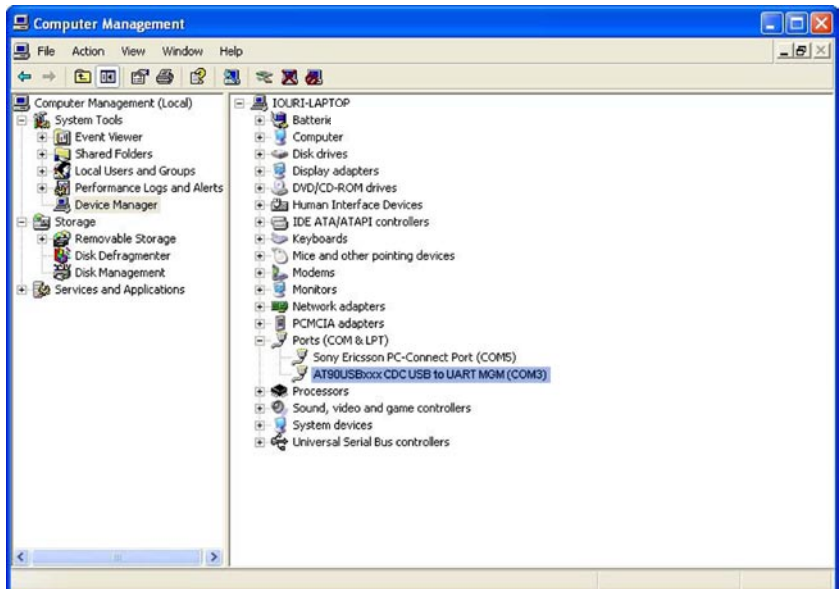 Computer Management
File Action View Window Help
Computer Management (Local)
System Tools
Event Viewer
Shared Folders
Local Users and Groups
Performance Logs and Alerts
Device Manager
Storage
Removable Storage
Disk Defragmenter
Disk Management
Services and Applications
IOURI-LAPTOP
Batterie
Computer
Disk drives
Display adapters
DVD/CD-ROM drives
Human Interface Devices
IDE ATA/ATAPI controllers
Keyboards
Mice and other pointing devices
Modems
Monitors
Network adapters
PCMCIA adapters
Ports (COM & LPT)
Sony Ericsson PC-Connect Port (COM5)
AT90USBxxx CDC USB to UART MGM (COM3)
Processors
Sound, video and game controllers
System devices
Universal Serial Bus controllers